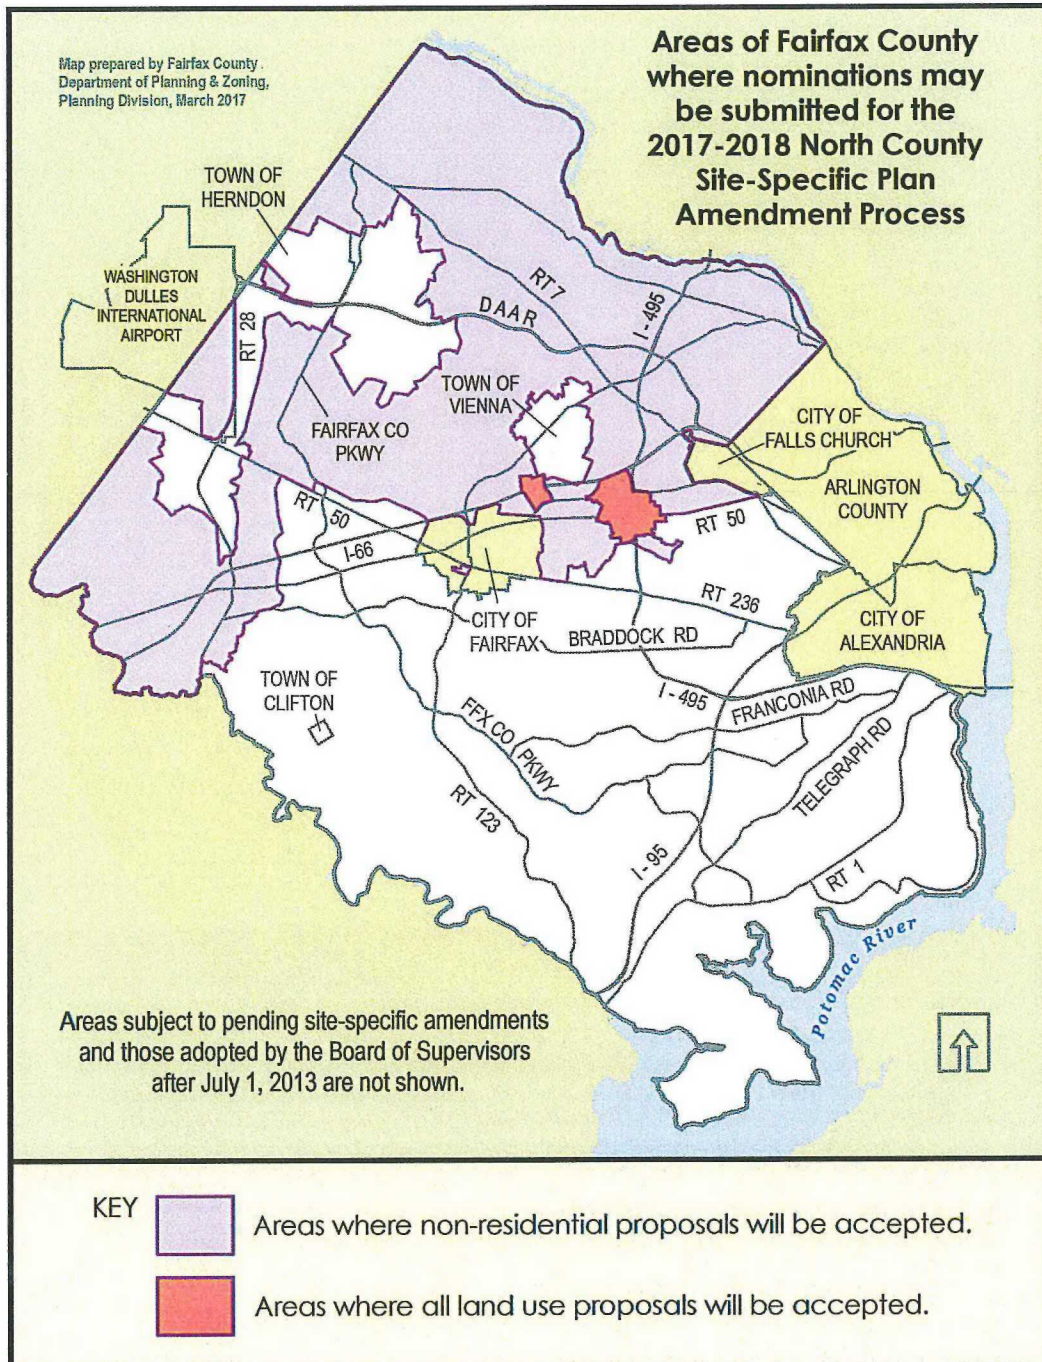 Map prepared by Fairfax County
Department of Planning & Zoning,
Planning Division, March 2017
Areas of Fairfax County
where nominations may
be submitted for the
2017-2018 North County
Site-Specific Plan
Amendment Process
TOWN OF
HERNDON
WASHINGTON
DULLES
INTERNATIONAL
AIRPORT
RT 28
RT 7
I - 495
DAAR
TOWN OF
VIENNA
FAIRFAX CO
PKWY
CITY OF
FALLS CHURCH
ARLINGTON
COUNTY
RT 50
I-66
RT 50
RT 236
CITY OF
FAIRFAX
BRADDOCK RD
CITY OF
ALEXANDRIA
TOWN OF
CLIFTON
I - 495
FRANCONIA RD
FFX CO PKWY
TELEGRAPH RD
RT 123
I - 95
RT 1
Potomac River
Areas subject to pending site-specific amendments
and those adopted by the Board of Supervisors
after July 1, 2013 are not shown.
KEY
Areas where non-residential proposals will be accepted.
Areas where all land use proposals will be accepted.